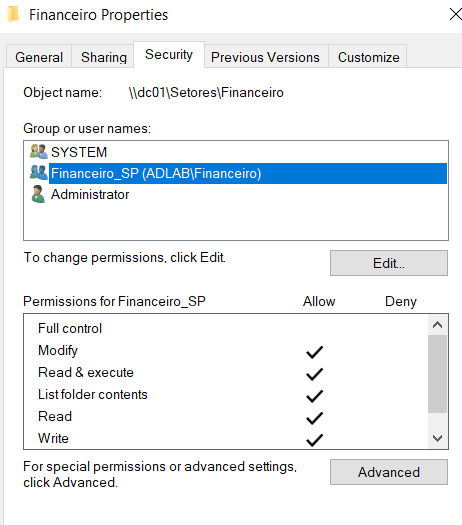 Financeiro Properties
General Sharing Security Previous Versions Customize
Object name: \\dc01\Setores\Financeiro
Group or user names:
SYSTEM
Financeiro_SP (ADLAB\Financeiro)
Administrator
To change permissions, click Edit.
Edit...
Permissions for Financeiro_SP Allow Deny
Full control
Modify
Read & execute
List folder contents
Read
Write
For special permissions or advanced settings,
click Advanced.
Advanced